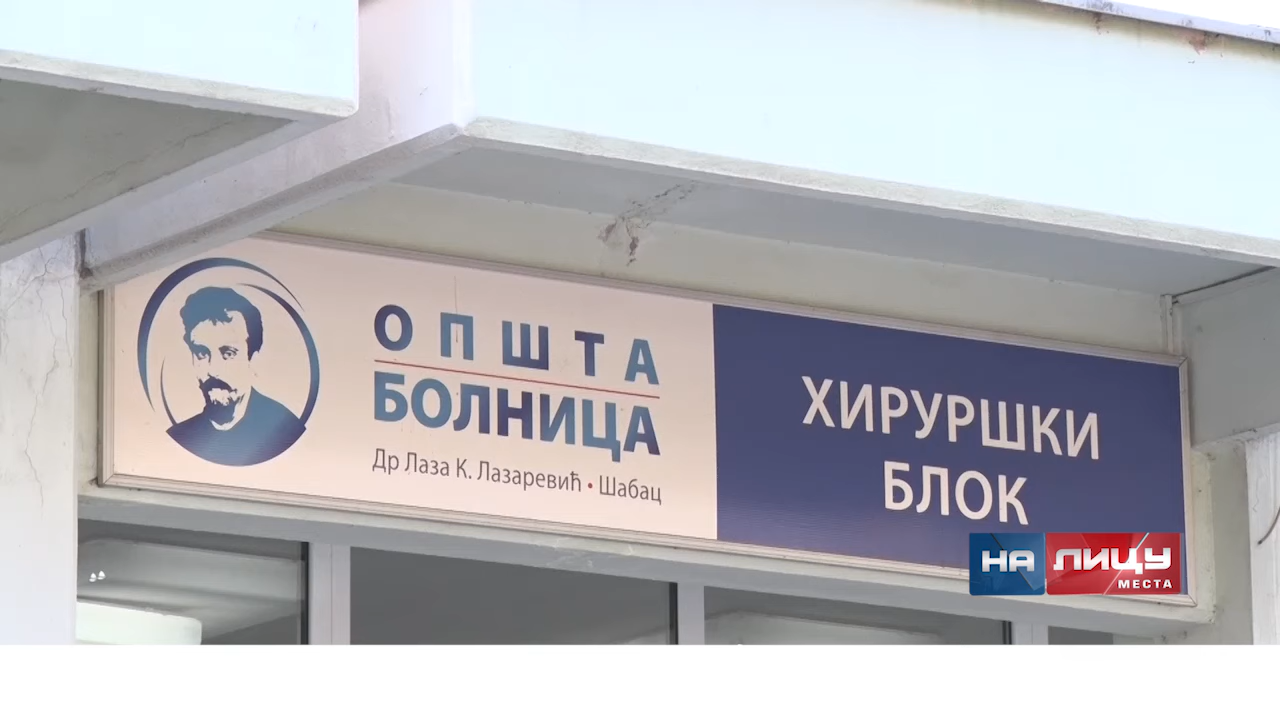 ОПШТА
БОЛНИЦА
Др Лаза К. Лазаревић • Шабац
ХИРУРШКИ
БЛОК
НА ЛИЦУ
МЕСТА